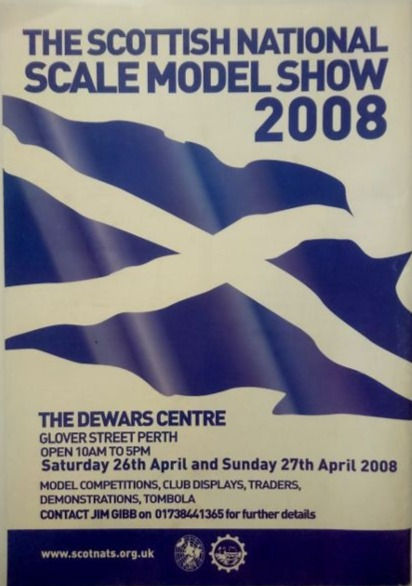 THE SCOTTISH NATIONAL
SCALE MODEL SHOW
2008
THE DEWARS CENTRE
GLOVER STREET PERTH
OPEN 10AM TO 5PM
Saturday 26th April and Sunday 27th April 2008
MODEL COMPETITIONS, CLUB DISPLAYS, TRADERS,
DEMONSTRATIONS, TOMBOLA
CONTACT JIM GIBB on 01738441365 for further details
www.scotnats.org.uk